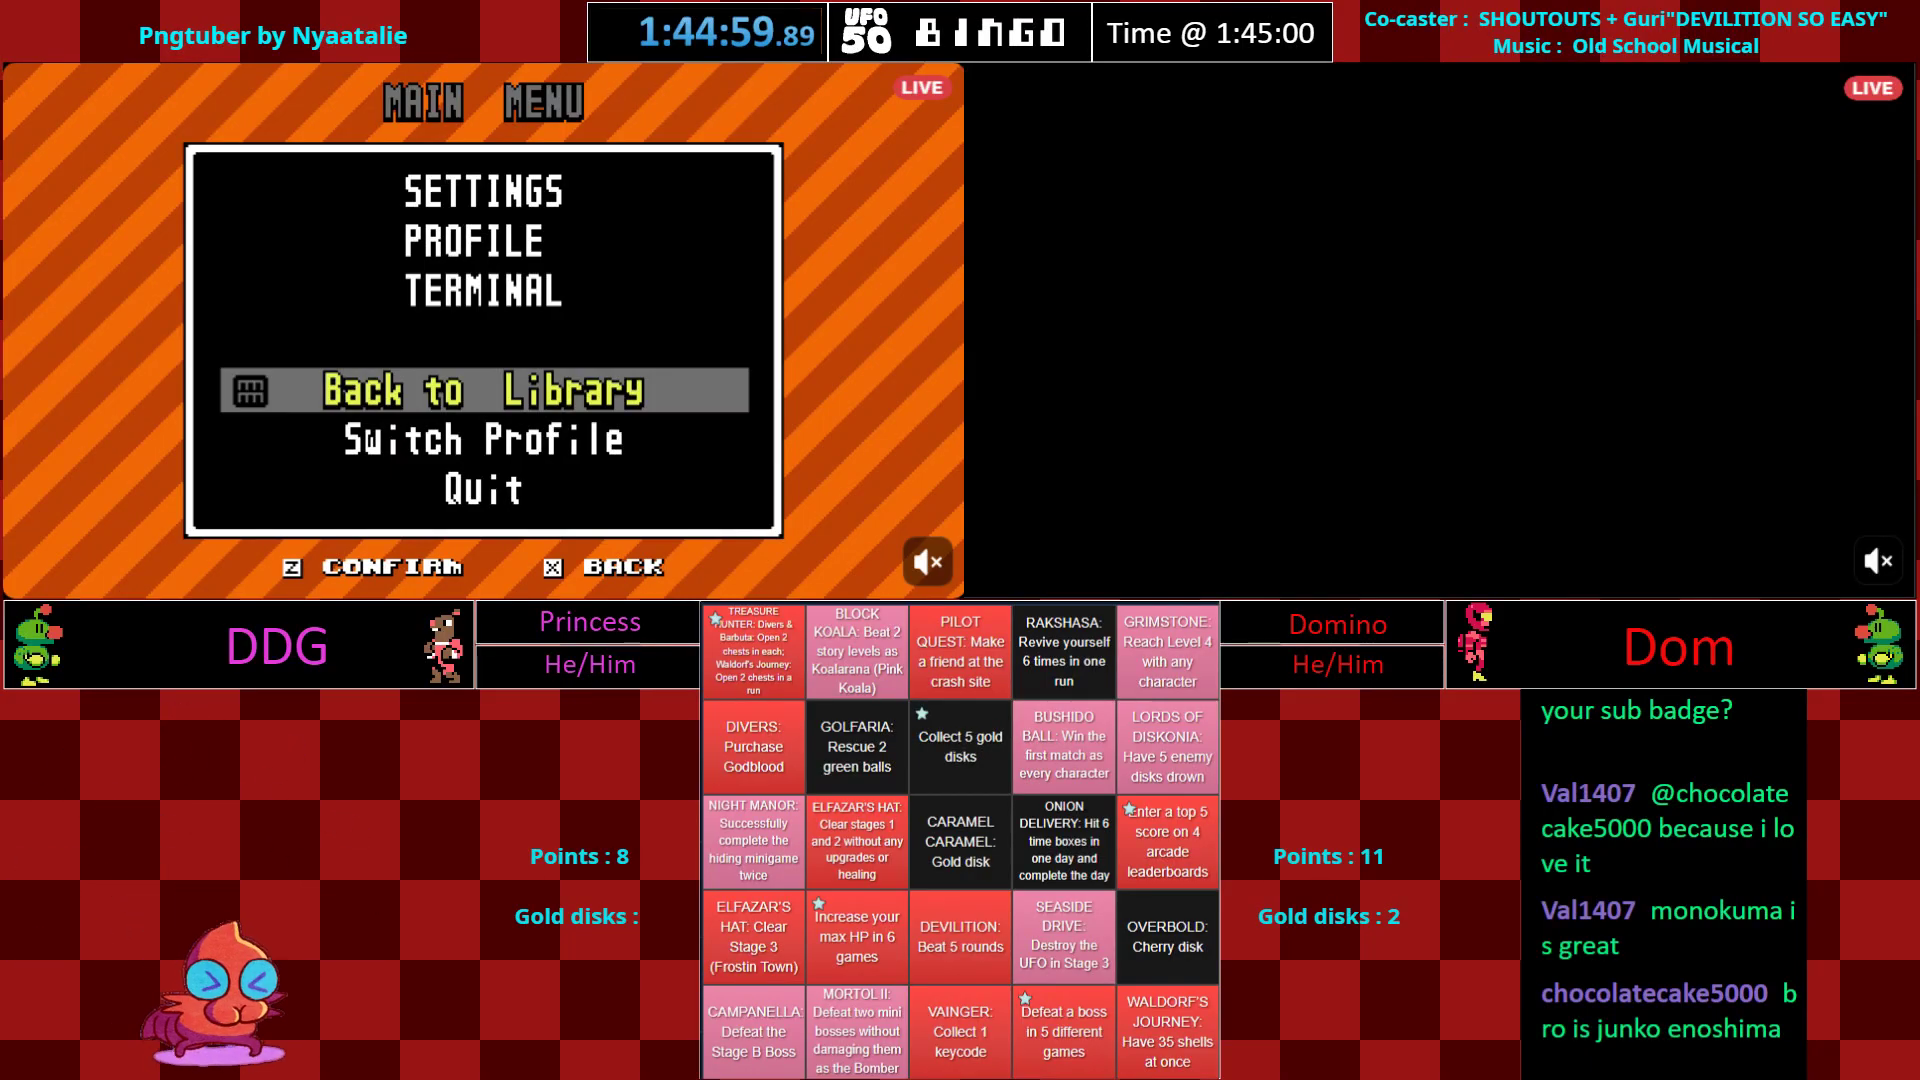 Pngtuber by Nyaatalie
1:44:59.89
UFO 50
BINGO
Time @ 1:45:00
Co-caster : SHOUTOUTS + Guri"DEVILITION SO EASY"
Music : Old School Musical
MAIN MENU
LIVE
LIVE
SETTINGS
PROFILE
TERMINAL
Back to Library
Switch Profile
Quit
Z CONFIRM
X BACK
DDG
Princess
He/Him
Domino
He/Him
Dom
TREASURE
HUNTER: Divers &
Barbuta: Open 2
chests in each;
Waldorf's Journey:
Open 2 chests in a
run
BLOCK
KOALA: Beat 2
story levels as
Koalarana (Pink
Koala)
PILOT
QUEST: Make
a friend at the
crash site
RAKSHASA:
Revive yourself
6 times in one
run
GRIMSTONE:
Reach Level 4
with any
character
DIVERS:
Purchase
Godblood
GOLFARIA:
Rescue 2
green balls
Collect 5 gold
disks
BUSHIDO
BALL: Win the
first match as
every character
LORDS OF
DISKONIA:
Have 5 enemy
disks drown
NIGHT MANOR:
Successfully
complete the
hiding minigame
twice
ELFAZAR'S HAT:
Clear stages 1
and 2 without any
upgrades or
healing
CARAMEL
CARAMEL:
Gold disk
ONION
DELIVERY: Hit 6
time boxes in
one day and
complete the day
Enter a top 5
score on 4
arcade
leaderboards
ELFAZAR'S
HAT: Clear
Stage 3
(Frostin Town)
Increase your
max HP in 6
games
DEVILITION:
Beat 5 rounds
SEASIDE
DRIVE:
Destroy the
UFO in Stage 3
OVERBOLD:
Cherry disk
CAMPANELLA:
Defeat the
Stage B Boss
MORTOL II:
Defeat two mini
bosses without
damaging them
as the Bomber
VAINGER:
Collect 1
keycode
Defeat a boss
in 5 different
games
WALDORF'S
JOURNEY:
Have 35 shells
at once
Points : 8
Gold disks :
Points : 11
Gold disks : 2
your sub badge?
Val1407 @chocolate
cake5000 because i lo
ve it
Val1407 monokuma i
s great
chocolatecake5000 b
ro is junko enoshima